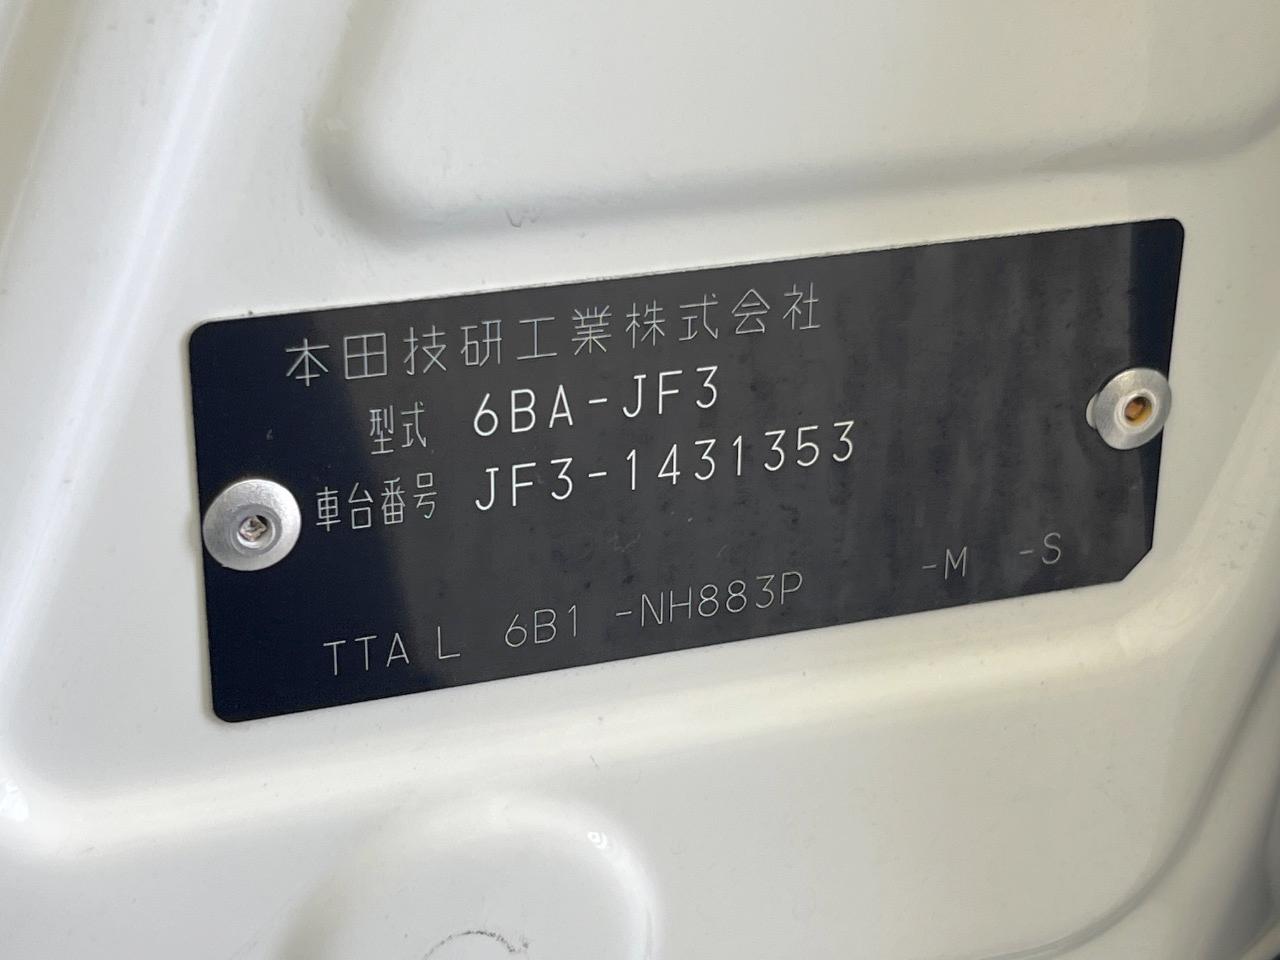 本田技研工業株式会社
型式 6BA-JF3
車台番号 JF3-1431353
TTA L 6B1 -NH883P -M -S